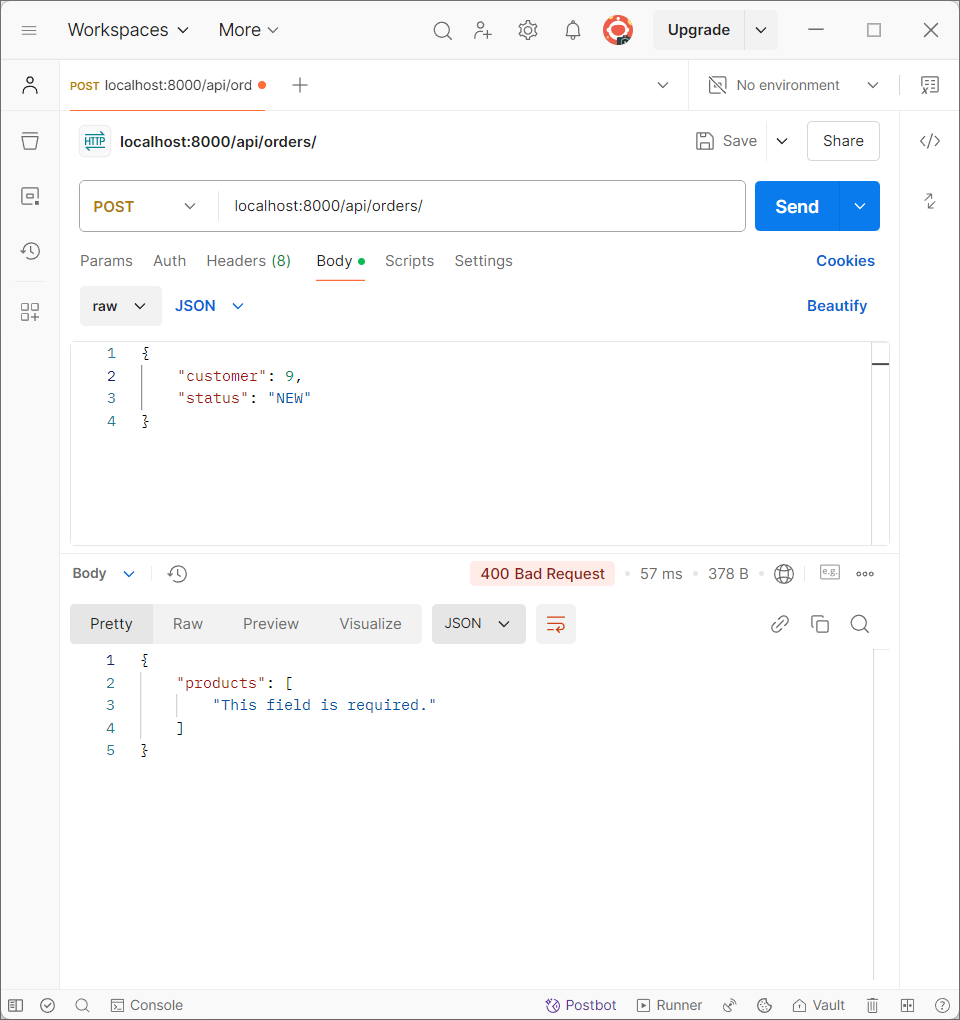 Workspaces More Upgrade
POST localhost:8000/api/ord No environment
HTTP localhost:8000/api/orders/ Save Share
POST localhost:8000/api/orders/ Send
Params Auth Headers (8) Body Scripts Settings Cookies
raw JSON Beautify
1 {
2 "customer": 9,
3 "status": "NEW"
4 }
Body 400 Bad Request 57 ms 378 B e.g.
Pretty Raw Preview Visualize JSON
1 {
2 "products": [
3 "This field is required."
4 ]
5 }
Console Postbot Runner Vault